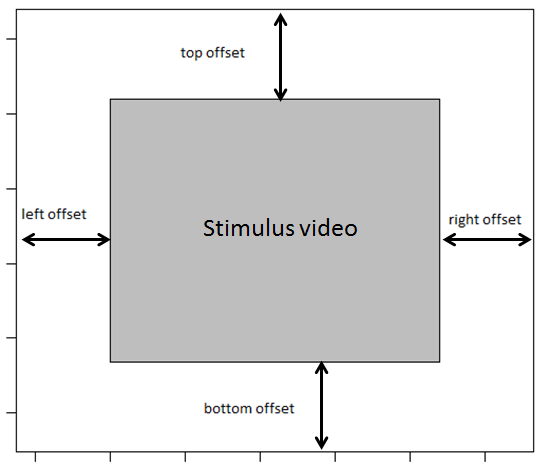 top offset
left offset
Stimulus video
right offset
bottom offset